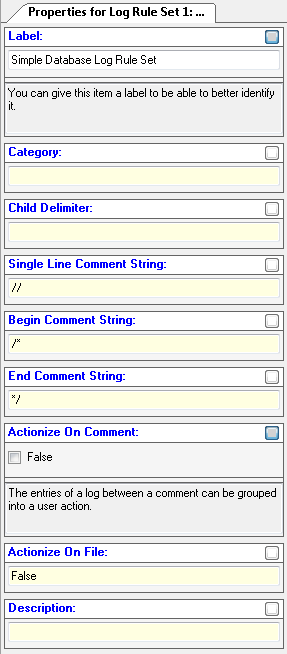 Properties for Log Rule Set 1: ...
Label:
Simple Database Log Rule Set
You can give this item a label to be able to better identify
it.
Category:
Child Delimiter:
Single Line Comment String:
//
Begin Comment String:
/*
End Comment String:
*/
Actionize On Comment:
False
The entries of a log between a comment can be grouped
into a user action.
Actionize On File:
False
Description: